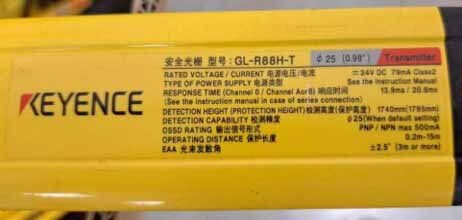 KEYENCE
安全光栅 型号: GL-R88H-T ϕ25 (0.98") Transmitter
RATED VOLTAGE / CURRENT 电源电压/电流 24V DC 79mA Class2
TYPE OF POWER SUPPLY 电源类型 See the Instruction Manual
RESPONSE TIME (Channel 0 / Channel AorB) 响应时间 13.9ms / 20.6ms
(See the instruction manual in case of series connection)
DETECTION HEIGHT (PROTECTION HEIGHT) 检测高度(保护高度) 1740mm(1795mm)
DETECTION CAPABILITY 检测精度 ϕ25(When default setting)
OSSD RATING 输出信号形式 PNP / NPN max 500mA
OPERATING DISTANCE 保护长度 0.2m-15m
EAA 光束发散角 ±2.5° (3m or more)